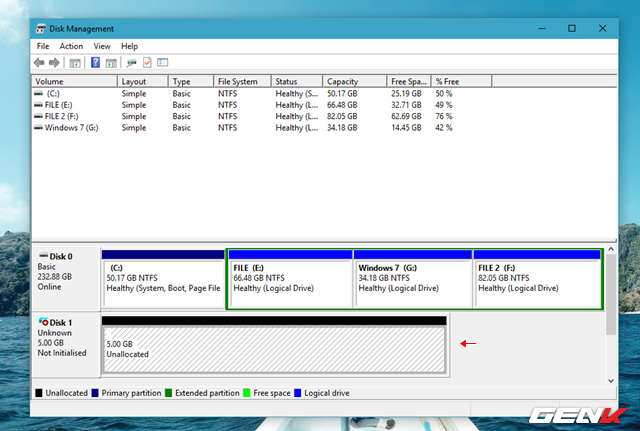 Disk Management
File Action View Help
Volume Layout Type File System Status Capacity Free Spa... % Free
(C:) Simple Basic NTFS Healthy (S... 50.17 GB 25.19 GB 50 %
FILE (E:) Simple Basic NTFS Healthy (L... 66.48 GB 32.71 GB 49 %
FILE 2 (F:) Simple Basic NTFS Healthy (L... 82.05 GB 62.69 GB 76 %
Windows 7 (G:) Simple Basic NTFS Healthy (L... 34.18 GB 14.45 GB 42 %
Disk 0
Basic
232.88 GB
Online
(C:)
50.17 GB NTFS
Healthy (System, Boot, Page File
FILE (E:)
66.48 GB NTFS
Healthy (Logical Drive)
Windows 7 (G:)
34.18 GB NTFS
Healthy (Logical Drive)
FILE 2 (F:)
82.05 GB NTFS
Healthy (Logical Drive)
Disk 1
Unknown
5.00 GB
Not Initialised
5.00 GB
Unallocated
Unallocated Primary partition Extended partition Free space Logical drive
GENK